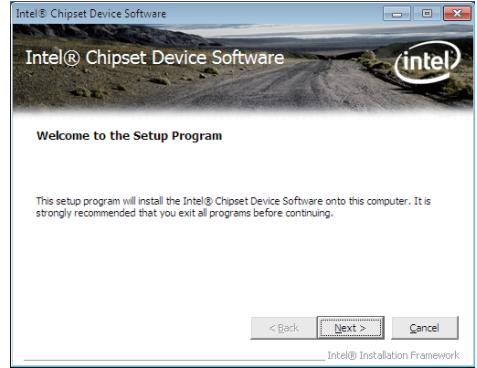 Intel® Chipset Device Software
Intel® Chipset Device Software
intel
Welcome to the Setup Program
This setup program will install the Intel® Chipset Device Software onto this computer. It is
strongly recommended that you exit all programs before continuing.
< Back Next > Cancel
Intel® Installation Framework